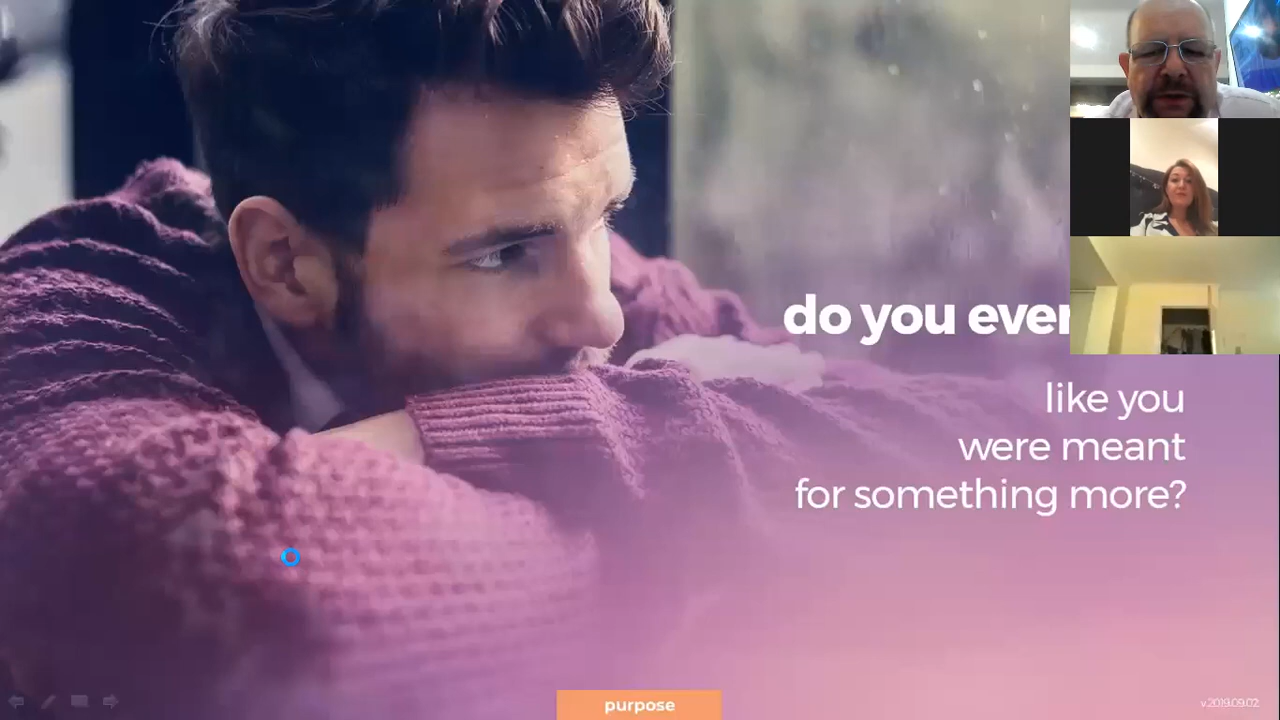 do you ever
like you
were meant
for something more?
purpose
v.2019.09.02